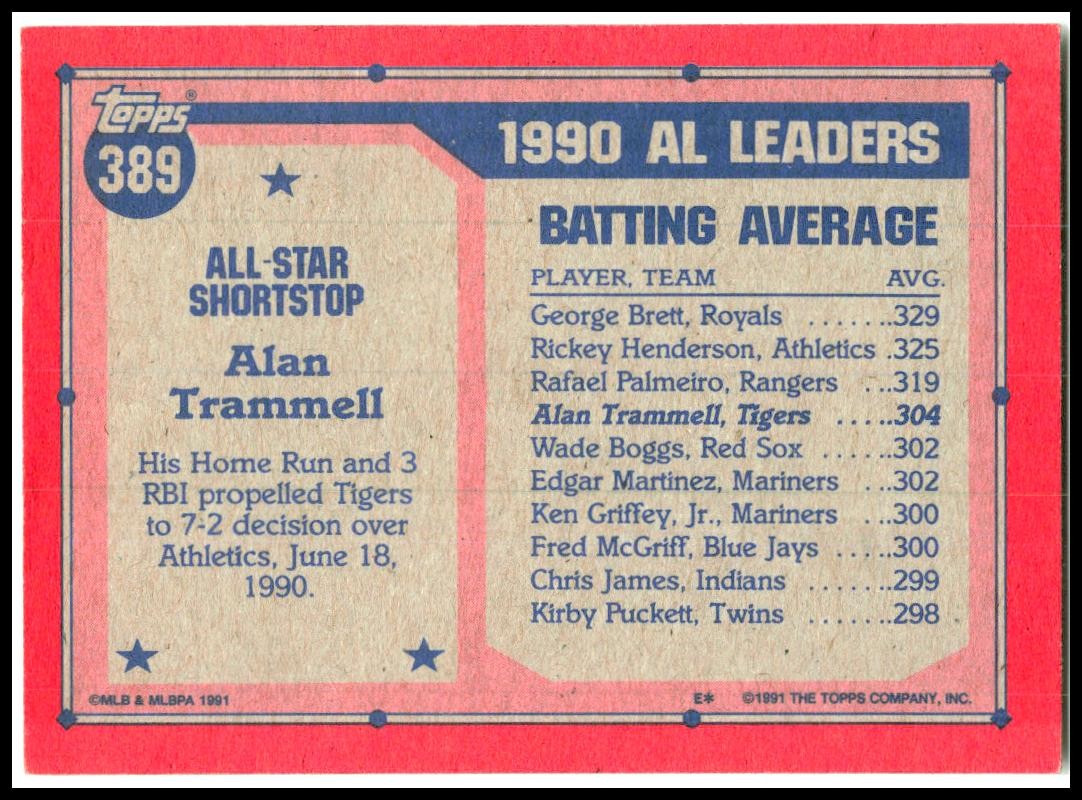 Topps®
389
ALL-STAR
SHORTSTOP
Alan
Trammell
His Home Run and 3
RBI propelled Tigers
to 7-2 decision over
Athletics, June 18,
1990.
1990 AL LEADERS
BATTING AVERAGE
PLAYER, TEAM AVG.
George Brett, Royals .......329
Rickey Henderson, Athletics .325
Rafael Palmeiro, Rangers ....319
Alan Trammell, Tigers ......304
Wade Boggs, Red Sox .......302
Edgar Martinez, Mariners ....302
Ken Griffey, Jr., Mariners ....300
Fred McGriff, Blue Jays ......300
Chris James, Indians ........299
Kirby Puckett, Twins ........298
©MLB & MLBPA 1991
E* ©1991 THE TOPPS COMPANY, INC.